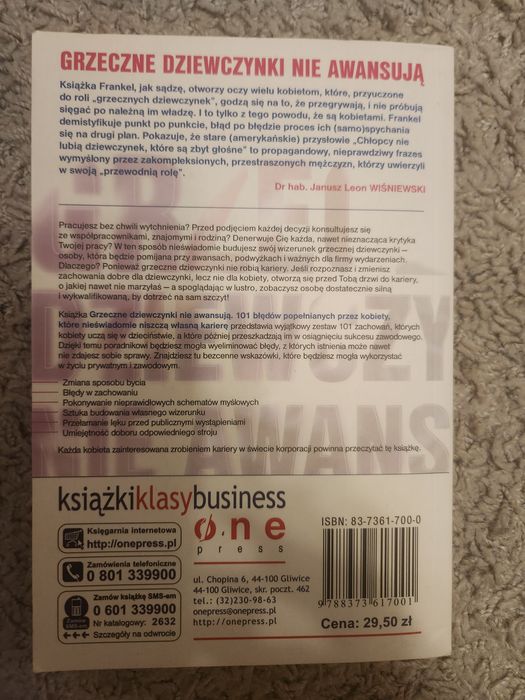 GRZECZNE DZIEWCZYNKI NIE AWANSUJĄ
Książka Frankel, jak sądzę, otworzy oczy wielu kobietom, które, przyuczone
do roli „grzecznych dziewczynek", godzą się na to, że przegrywają, i nie próbują
sięgać po należną im władzę. I to tylko z tego powodu, że są kobietami. Frankel
demistyfikuje punkt po punkcie, błąd po błędzie proces ich (samo)spychania
się na drugi plan. Pokazuje, że stare (amerykańskie) przysłowie „Chłopcy nie
lubią dziewczynek, które są zbyt głośne" to propagandowy, nieprawdziwy frazes
wymyślony przez zakompleksionych, przestraszonych mężczyzn, którzy uwierzyli
w swoją „przewodnią rolę".
Dr hab. Janusz Leon WIŚNIEWSKI
Pracujesz bez chwili wytchnienia? Przed podjęciem każdej decyzji konsultujesz się
ze współpracownikami, znajomymi i rodziną? Denerwuje Cię każda, nawet nieznacząca krytyka
Twojej pracy? W ten sposób nieświadomie budujesz swój wizerunek grzecznej dziewczynki —
osoby, która będzie pomijana przy awansach, podwyżkach i ważnych dla firmy wydarzeniach.
Dlaczego? Ponieważ grzeczne dziewczynki nie robią kariery. Jeśli rozpoznasz i zmienisz
zachowania dobre dla dziewczynki, lecz nie dla kobiety, otworzą się przed Tobą drzwi do kariery,
o jakiej nawet nie marzyłaś — a spoglądając w lustro, zobaczysz osobę dostatecznie silną
i wykwalifikowaną, by dotrzeć na sam szczyt!
Książka Grzeczne dziewczynki nie awansują. 101 błędów popełnianych przez kobiety,
które nieświadomie niszczą własną karierę przedstawia wyjątkowy zestaw 101 zachowań, których
kobiety uczą się w dzieciństwie, a które później przeszkadzają im w osiągnięciu sukcesu zawodowego.
Dzięki temu poradnikowi będziesz mogła wyeliminować błędy, z których istnienia może nawet
nie zdajesz sobie sprawy. Znajdziesz tu bezcenne wskazówki, które będziesz mogła wykorzystać
w życiu prywatnym i zawodowym.
Zmiana sposobu bycia
Błędy w zachowaniu
Pokonywanie nieprawidłowych schematów myślowych
Sztuka budowania własnego wizerunku
Przełamanie lęku przed publicznymi wystąpieniami
Umiejętność doboru odpowiedniego stroju
Każda kobieta zainteresowana zrobieniem kariery w świecie korporacji powinna przeczytać tę książkę.
książkiklasybusiness
one
press
Księgarnia internetowa
http://onepress.pl
Zamówienia telefoniczne
0 801 339900
Zamów książkę SMS-em
0 601 339900
Nr katalogowy: 2632
Szczegóły na odwrocie
Zamów
SMS-em
ul. Chopina 6, 44-100 Gliwice
44-100 Gliwice, skr. poczt. 462
tel.: (32)230-98-63
onepress@onepress.pl
http://onepress.pl
ISBN: 83-7361-700-0
9 788373 617001
Cena: 29,50 zł